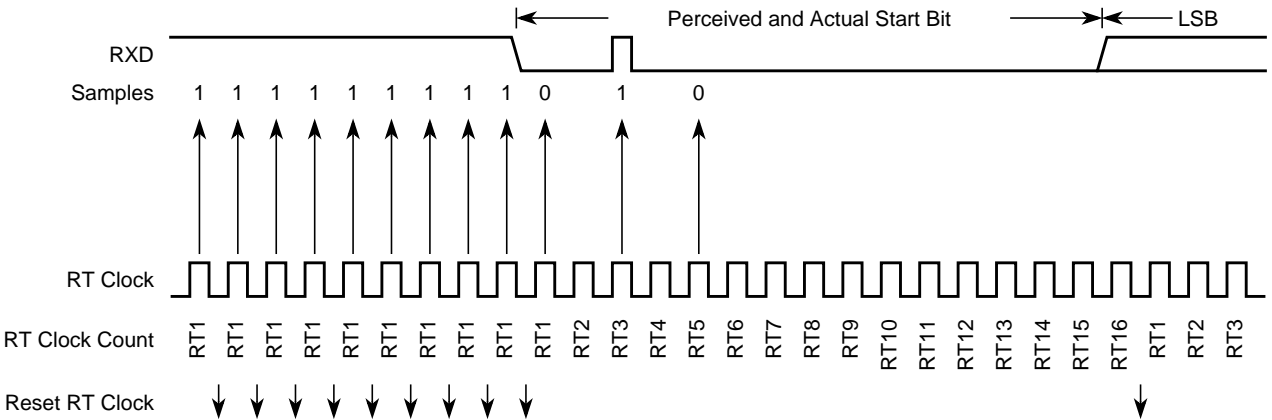 Perceived and Actual Start Bit LSB
RXD
Samples 1 1 1 1 1 1 1 1 1 0 1 0
RT Clock
RT Clock Count RT1 RT1 RT1 RT1 RT1 RT1 RT1 RT1 RT1 RT1 RT2 RT3 RT4 RT5 RT6 RT7 RT8 RT9 RT10 RT11 RT12 RT13 RT14 RT15 RT16 RT1 RT2 RT3
Reset RT Clock